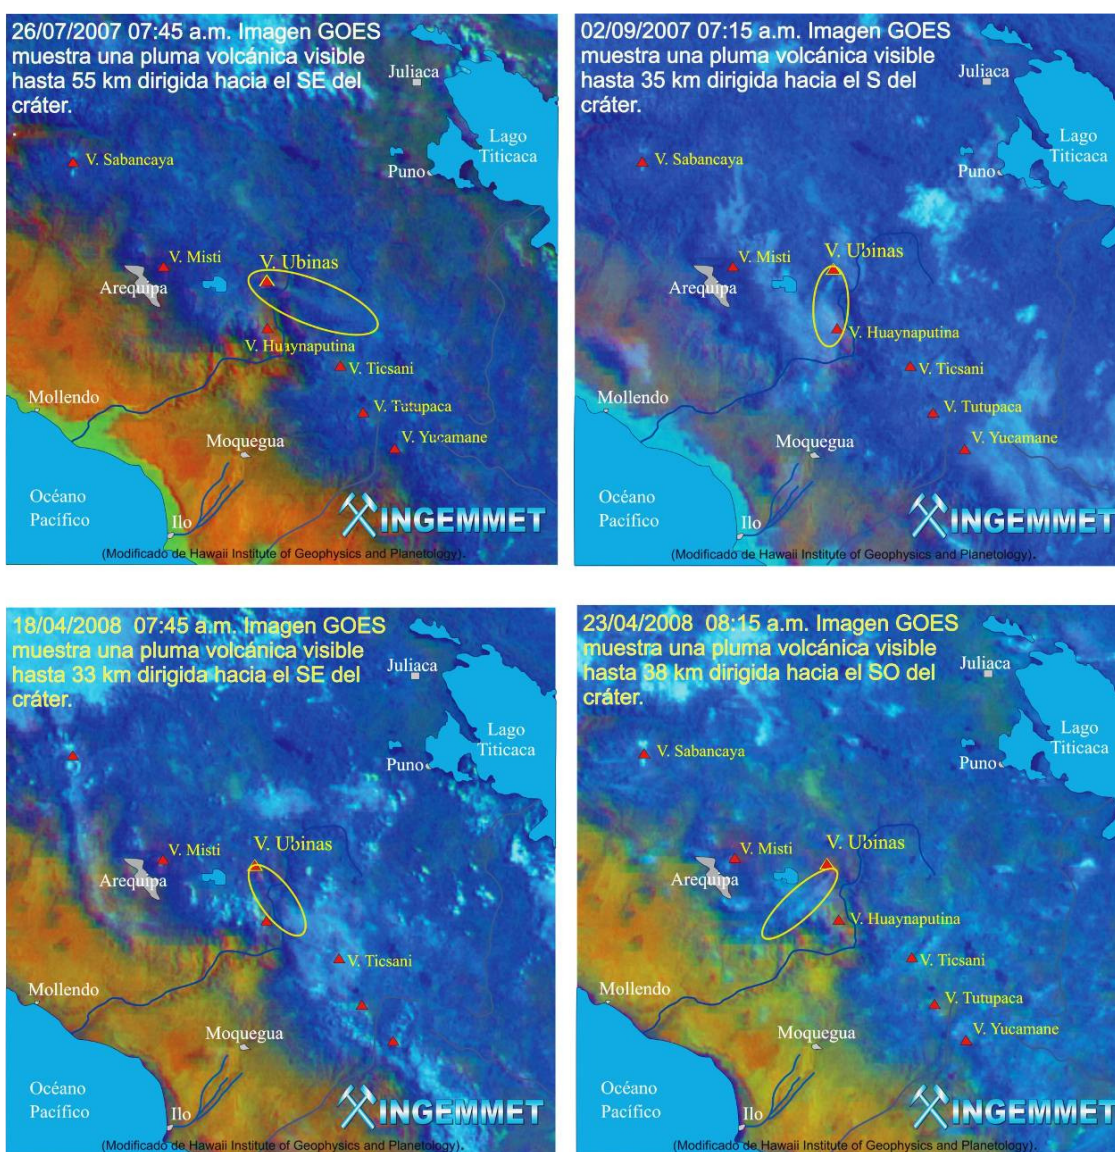 26/07/2007 07:45 a.m. Imagen GOES
muestra una pluma volcánica visible
hasta 55 km dirigida hacia el SE del
cráter.
Juliaca
Lago
Titicaca
V. Sabancaya
Puno
V. Misti
V. Ubinas
Arequipa
V. Huaynaputina
V. Ticsani
Mollendo
V. Tutupaca
Moquegua
V. Yucamane
Océano
Pacífico
Ilo
INGEMMET
(Modificado de Hawaii Institute of Geophysics and Planetology).
02/09/2007 07:15 a.m. Imagen GOES
muestra una pluma volcánica visible
hasta 35 km dirigida hacia el S del
cráter.
Juliaca
Lago
Titicaca
V. Sabancaya
Puno
V. Ubinas
V. Misti
Arequipa
V. Huaynaputina
V. Ticsani
Mollendo
V. Tutupaca
Moquegua
V. Yucamane
Océano
Pacífico
Ilo
INGEMMET
(Modificado de Hawaii Institute of Geophysics and Planetology).
18/04/2008 07:45 a.m. Imagen GOES
muestra una pluma volcánica visible
hasta 33 km dirigida hacia el SE del
cráter.
Juliaca
Lago
Titicaca
Puno
V. Ubinas
V. Misti
Arequipa
V. Ticsani
Mollendo
Moquegua
Océano
Pacífico
Ilo
INGEMMET
(Modificado de Hawaii Institute of Geophysics and Planetology).
23/04/2008 08:15 a.m. Imagen GOES
muestra una pluma volcánica visible
hasta 38 km dirigida hacia el SO del
cráter.
Juliaca
Lago
Titicaca
V. Sabancaya
Puno
V. Ubinas
V. Misti
Arequipa
V. Huaynaputina
V. Ticsani
Mollendo
V. Tutupaca
Moquegua
V. Yucamane
Océano
Pacífico
Ilo
INGEMMET
(Modificado de Hawaii Institute of Geophysics and Planetology).